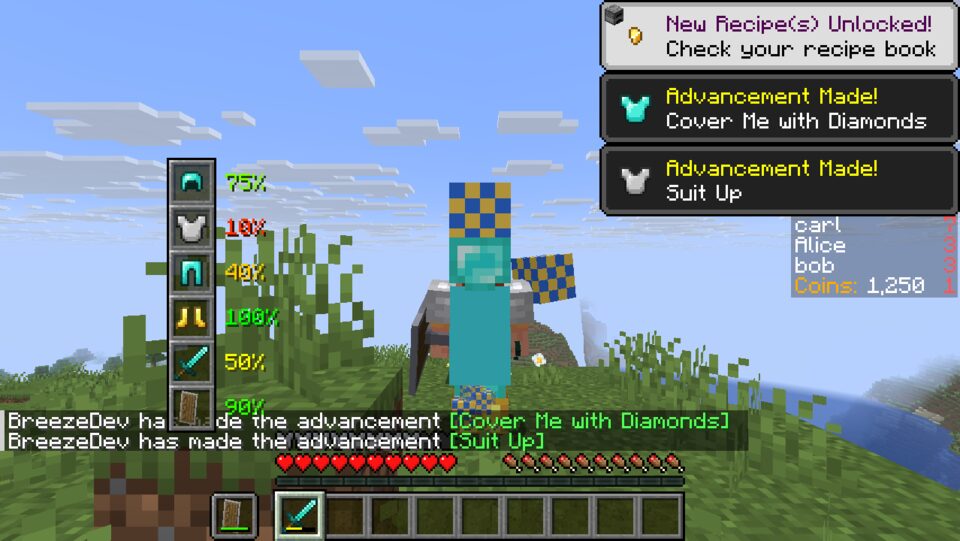 New Recipe(s) Unlocked!
Check your recipe book
Advancement Made!
Cover Me with Diamonds
Advancement Made!
Suit Up
carl
Alice
bob
Coins: 1,250
75%
10%
40%
100%
50%
90%
BreezeDev ha de the advancement [Cover Me with Diamonds]
BreezeDev has made the advancement [Suit Up]